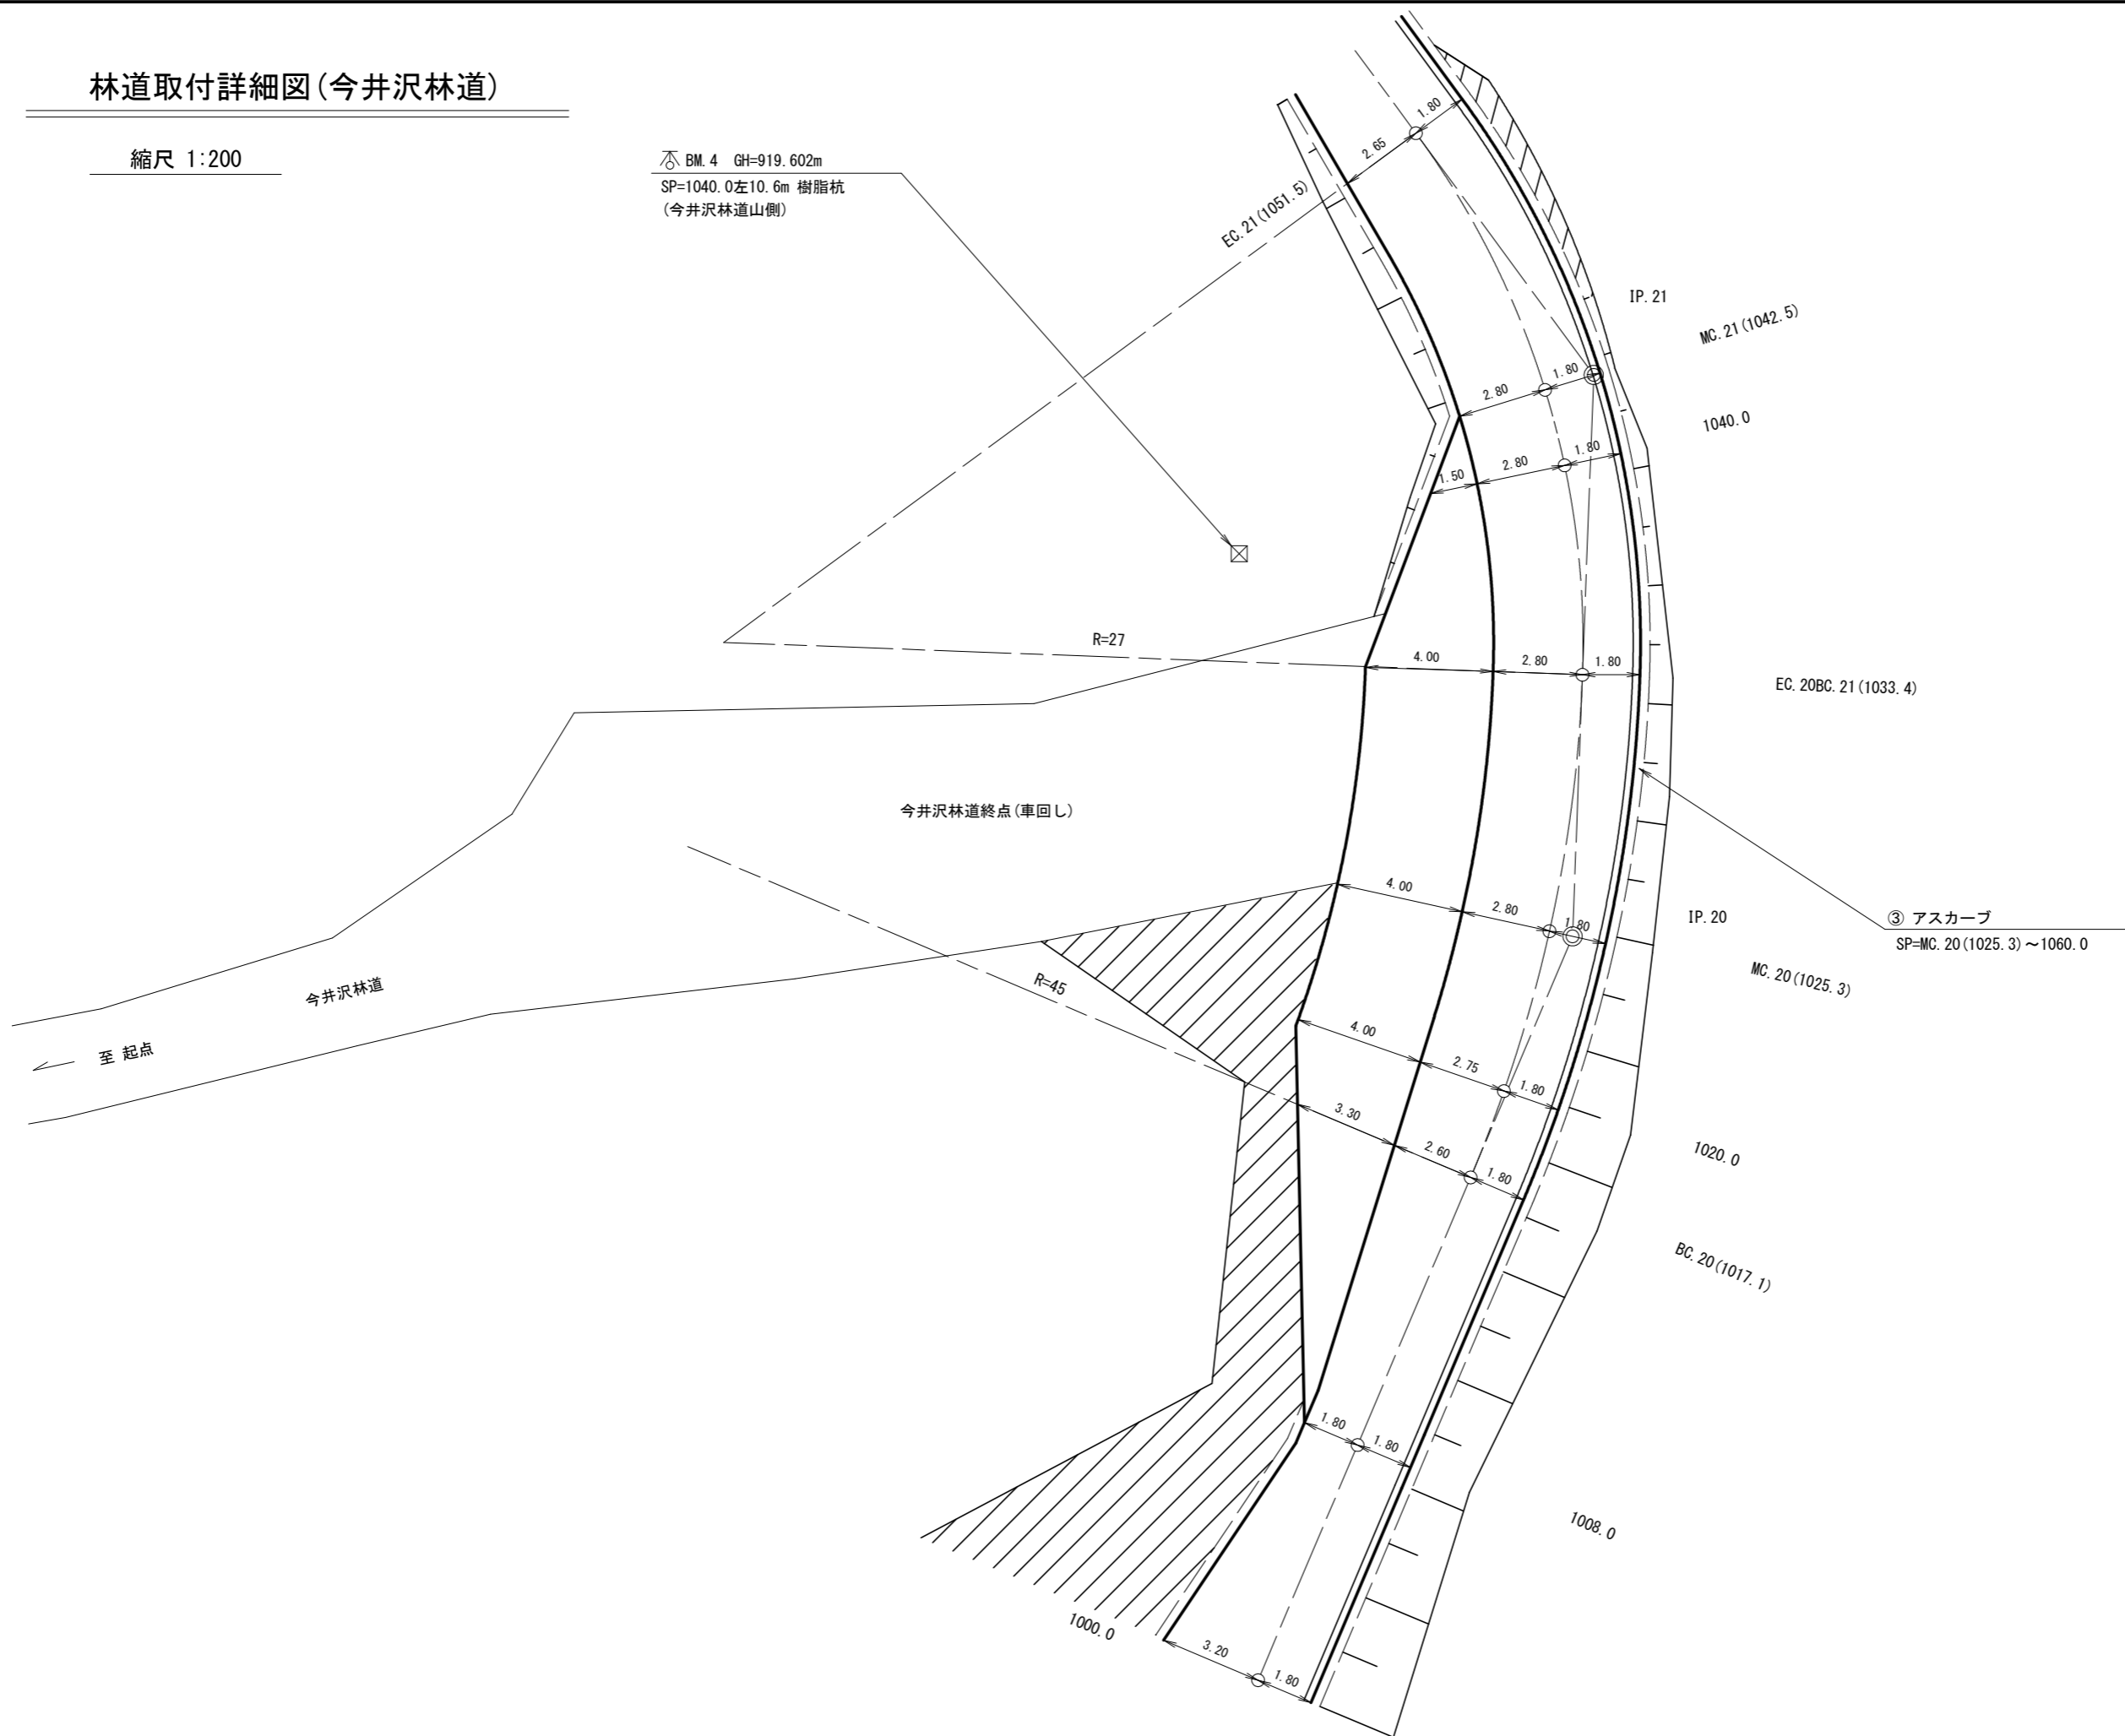 林道取付詳細図(今井沢林道)
縮尺 1:200
BM.4 GH=919.602m
SP=1040.0左10.6m 樹脂杭
(今井沢林道山側)
1.80
2.65
EC.21(1051.5)
IP.21
MC.21(1042.5)
1.80
2.80
1040.0
1.80
2.80
1.50
R=27
4.00
2.80
1.80
EC.20BC.21(1033.4)
今井沢林道終点(車回し)
4.00
2.80
1.80
IP.20
③ アスカーブ
SP=MC.20(1025.3)～1060.0
MC.20(1025.3)
今井沢林道
R=45
至 起点
4.00
2.75
1.80
3.30
2.60
1.80
1020.0
BC.20(1017.1)
1.80
1.80
1008.0
1000.0
3.20
1.80